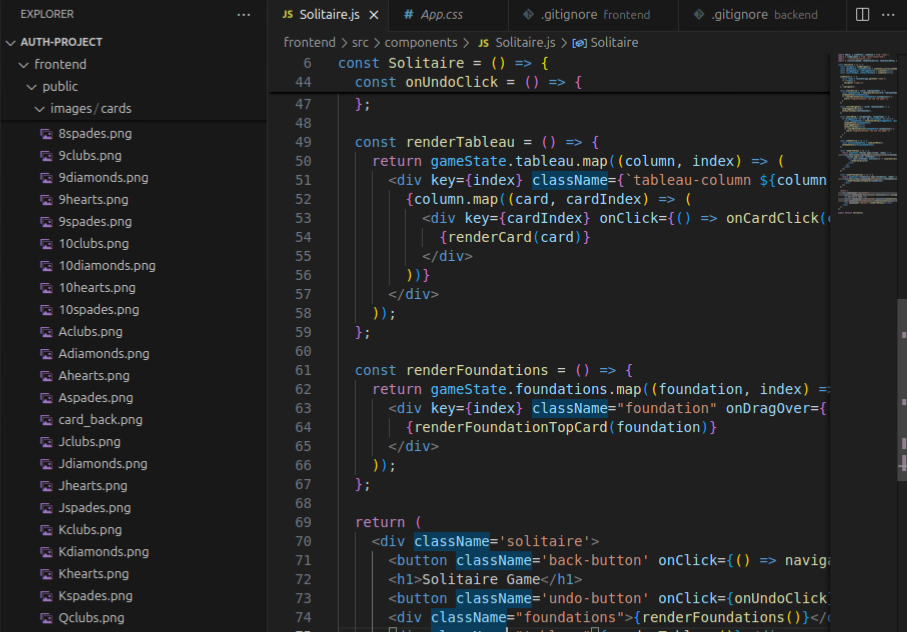 EXPLORER
AUTH-PROJECT
frontend
public
images/cards
8spades.png
9clubs.png
9diamonds.png
9hearts.png
9spades.png
10clubs.png
10diamonds.png
10hearts.png
10spades.png
Aclubs.png
Adiamonds.png
Ahearts.png
Aspades.png
card_back.png
Jclubs.png
Jdiamonds.png
Jhearts.png
Jspades.png
Kclubs.png
Kdiamonds.png
Khearts.png
Kspades.png
Qclubs.png
JS Solitaire.js # App.css .gitignore frontend .gitignore backend
frontend > src > components > JS Solitaire.js > Solitaire
6 const Solitaire = () => {
44 const onUndoClick = () => {
47 };
48
49 const renderTableau = () => {
50 return gameState.tableau.map((column, index) => (
51 <div key={index} className={`tableau-column ${column
52 {column.map((card, cardIndex) => (
53 <div key={cardIndex} onClick={() => onCardClick(
54 {renderCard(card)}
55 </div>
56 ))}
57 </div>
58 ));
59 };
60
61 const renderFoundations = () => {
62 return gameState.foundations.map((foundation, index) =>
63 <div key={index} className="foundation" onDragOver={
64 {renderFoundationTopCard(foundation)}
65 </div>
66 ));
67 };
68
69 return (
70 <div className='solitaire'>
71 <button className='back-button' onClick={() => naviga
72 <h1>Solitaire Game</h1>
73 <button className='undo-button' onClick={onUndoClick
74 <div className="foundations">{renderFoundations()}</